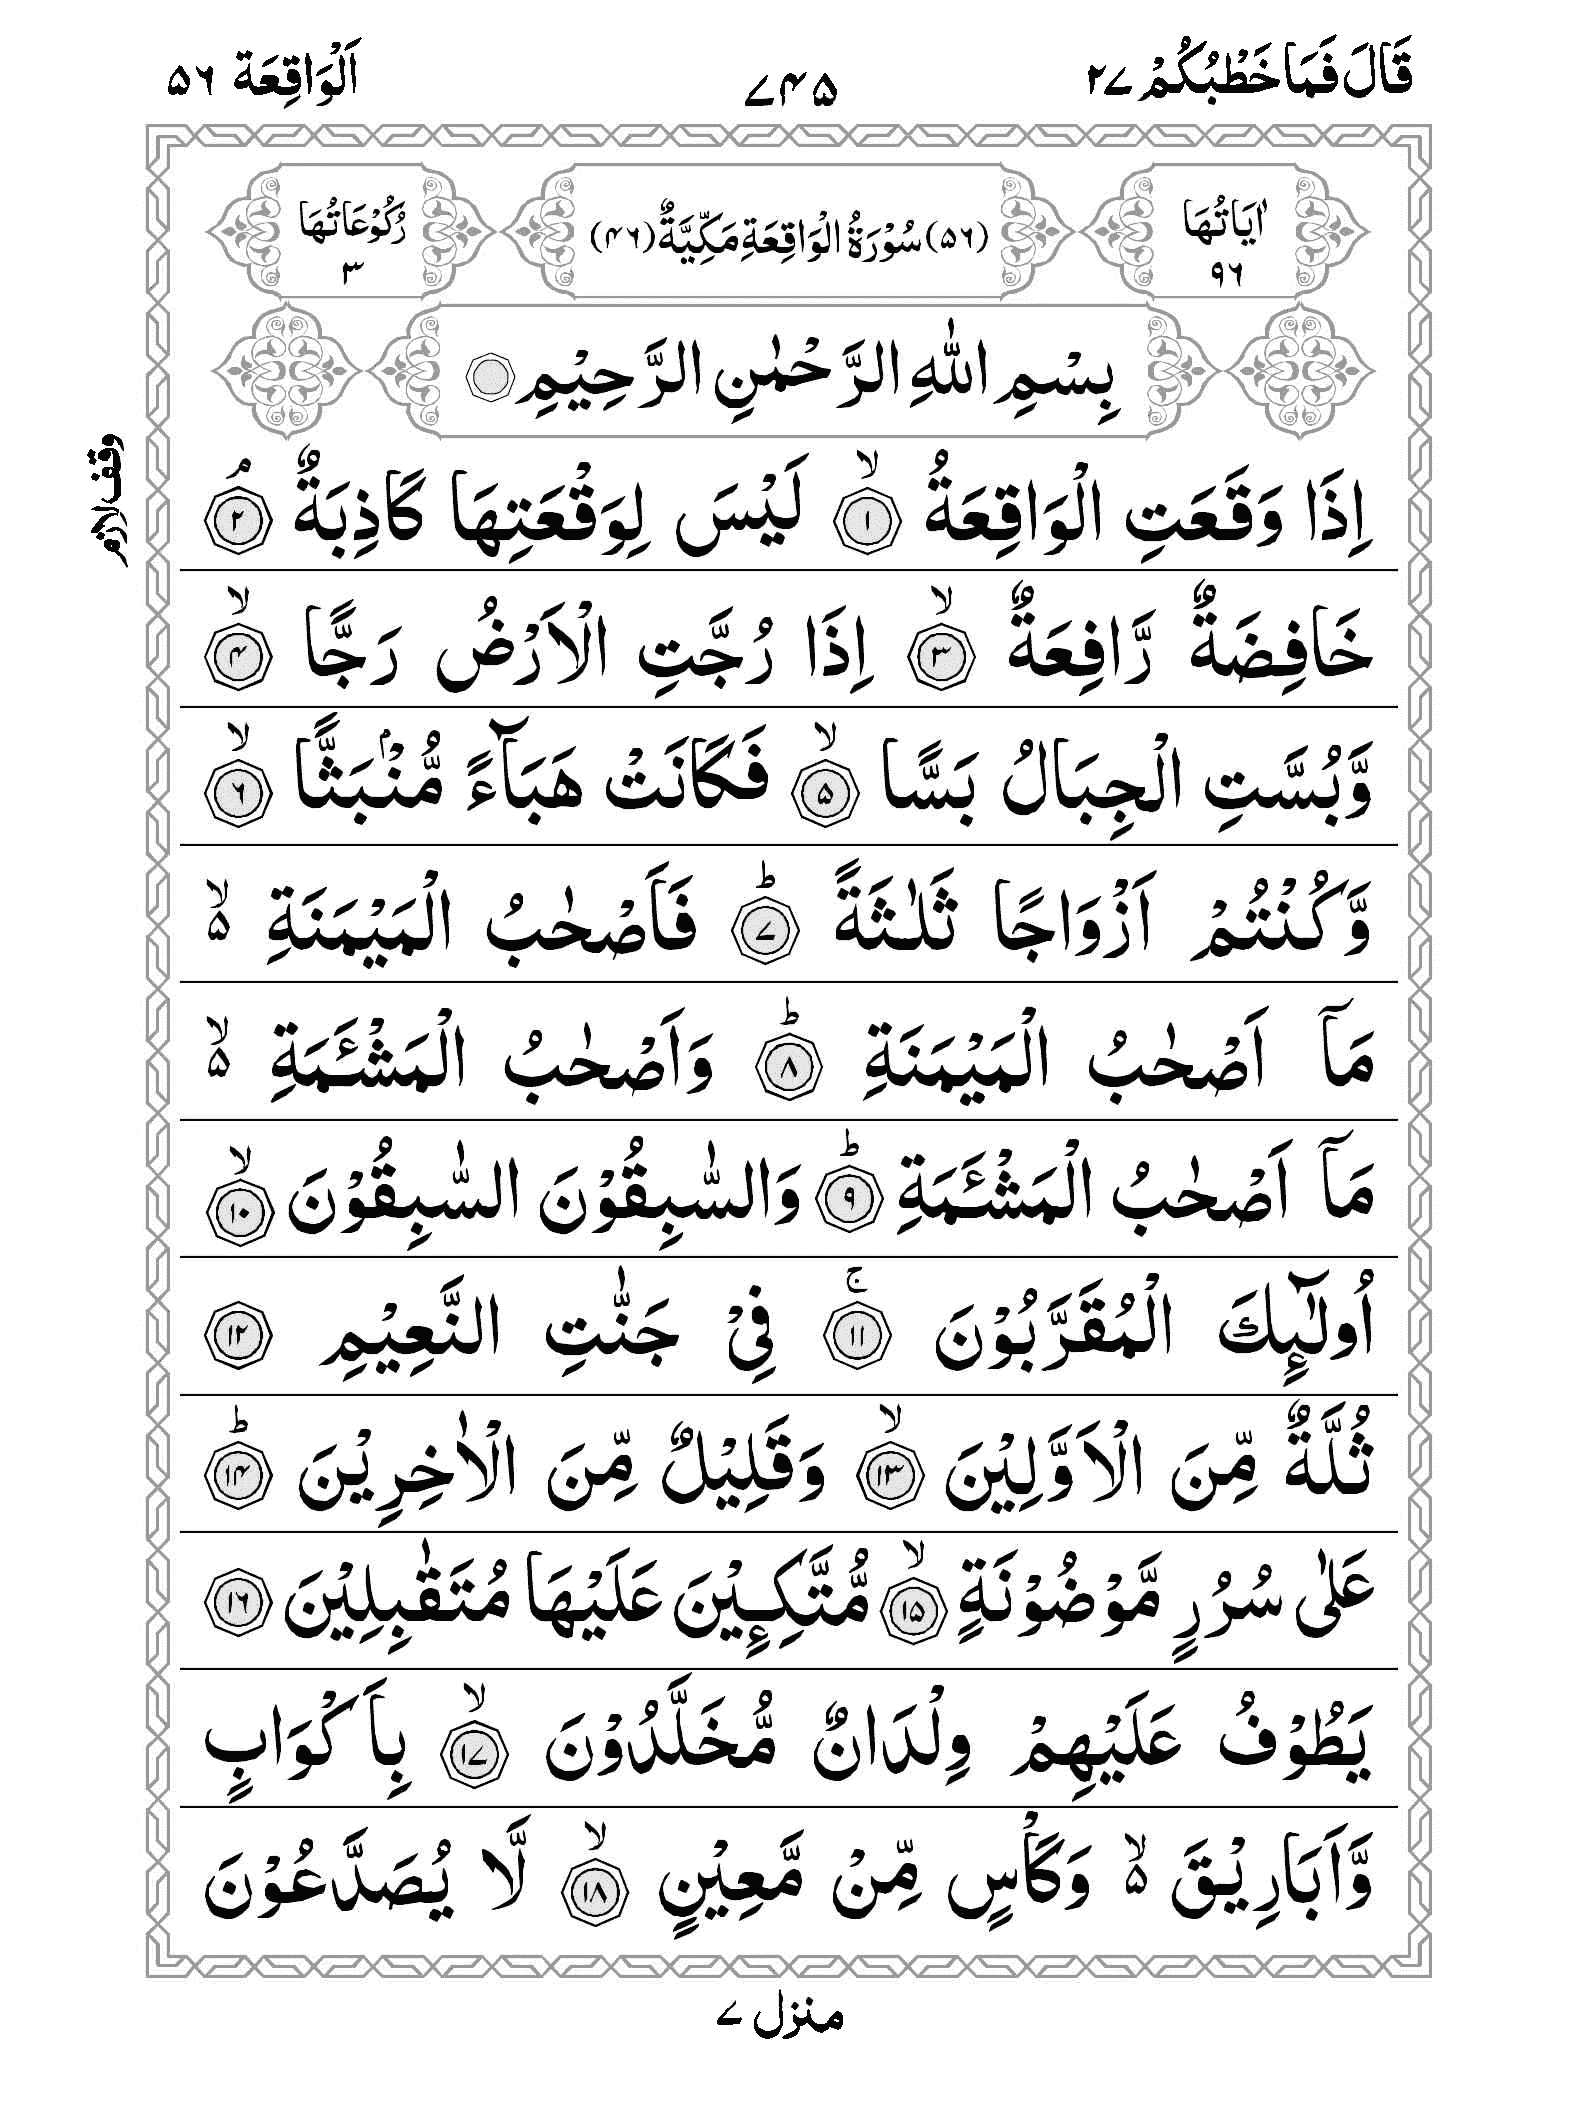 قَالَ فَمَا خَطْبُكُمْ ٢٧
٧٤٥
اَلْوَاقِعَة ٥٦
اٰيَاتُهَا ٩٦
(٥٦) سُوْرَةُ الْوَاقِعَةِ مَكِّيَّةٌ (٤٦)
رُكُوْعَاتُهَا ٣
بِسْمِ اللّٰهِ الرَّحْمٰنِ الرَّحِيْمِ
اِذَا وَقَعَتِ الْوَاقِعَةُ ۙ﴿١﴾ لَيْسَ لِوَقْعَتِهَا كَاذِبَةٌ ۘ﴿٢﴾
وقف لازم
خَافِضَةٌ رَّافِعَةٌ ۙ﴿٣﴾ اِذَا رُجَّتِ الْاَرْضُ رَجًّا ۙ﴿٤﴾
وَّبُسَّتِ الْجِبَالُ بَسًّا ۙ﴿٥﴾ فَكَانَتْ هَبَآءً مُّنْۢبَثًّا ۙ﴿٦﴾
وَّكُنْتُمْ اَزْوَاجًا ثَلٰثَةً ؕ﴿٧﴾ فَاَصْحٰبُ الْمَيْمَنَةِ ۵ۙ
مَآ اَصْحٰبُ الْمَيْمَنَةِ ؕ﴿٨﴾ وَاَصْحٰبُ الْمَشْـَٔمَةِ ۵ۙ
مَآ اَصْحٰبُ الْمَشْـَٔمَةِ ؕ﴿٩﴾ وَالسّٰبِقُوْنَ السّٰبِقُوْنَ ۙ﴿١٠﴾
اُولٰٓئِكَ الْمُقَرَّبُوْنَ ۚ﴿١١﴾ فِيْ جَنّٰتِ النَّعِيْمِ ﴿١٢﴾
ثُلَّةٌ مِّنَ الْاَوَّلِيْنَ ۙ﴿١٣﴾ وَقَلِيْلٌ مِّنَ الْاٰخِرِيْنَ ؕ﴿١٤﴾
عَلٰى سُرُرٍ مَّوْضُوْنَةٍ ۙ﴿١٥﴾ مُّتَّكِـِٕيْنَ عَلَيْهَا مُتَقٰبِلِيْنَ ﴿١٦﴾
يَطُوْفُ عَلَيْهِمْ وِلْدَانٌ مُّخَلَّدُوْنَ ۙ﴿١٧﴾ بِاَكْوَابٍ
وَّاَبَارِيْقَ ۵ۙ وَكَاْسٍ مِّنْ مَّعِيْنٍ ۙ﴿١٨﴾ لَّا يُصَدَّعُوْنَ
منزل ٧